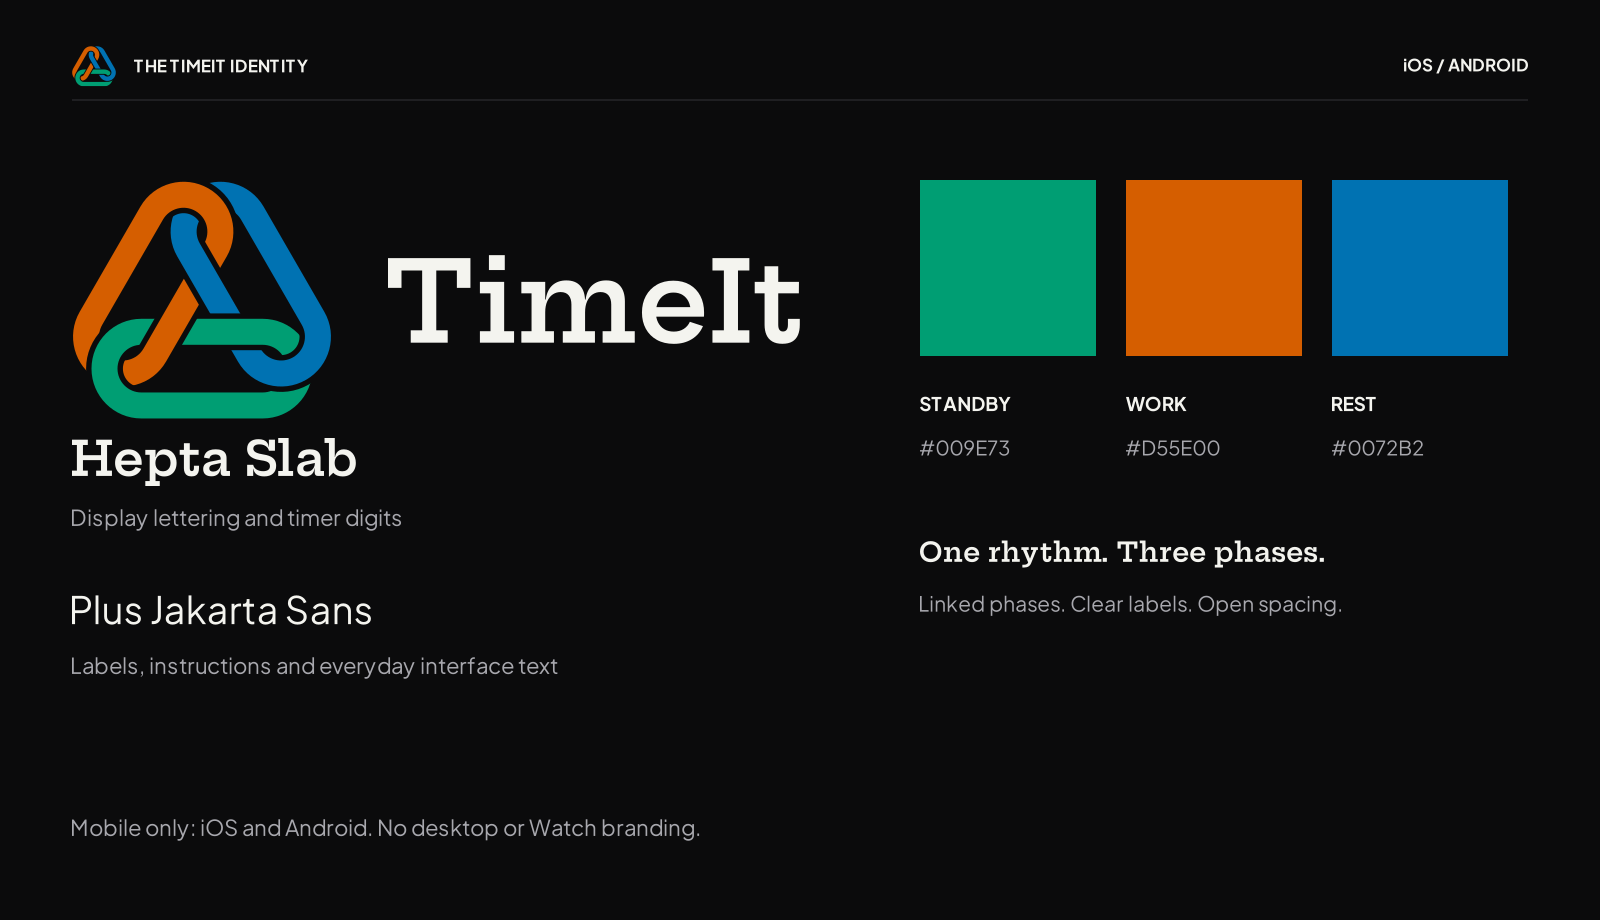 THE TIMEIT IDENTITY
iOS / ANDROID
TimeIt
Hepta Slab
Display lettering and timer digits
Plus Jakarta Sans
Labels, instructions and everyday interface text
STANDBY
#009E73
WORK
#D55E00
REST
#0072B2
One rhythm. Three phases.
Linked phases. Clear labels. Open spacing.
Mobile only: iOS and Android. No desktop or Watch branding.